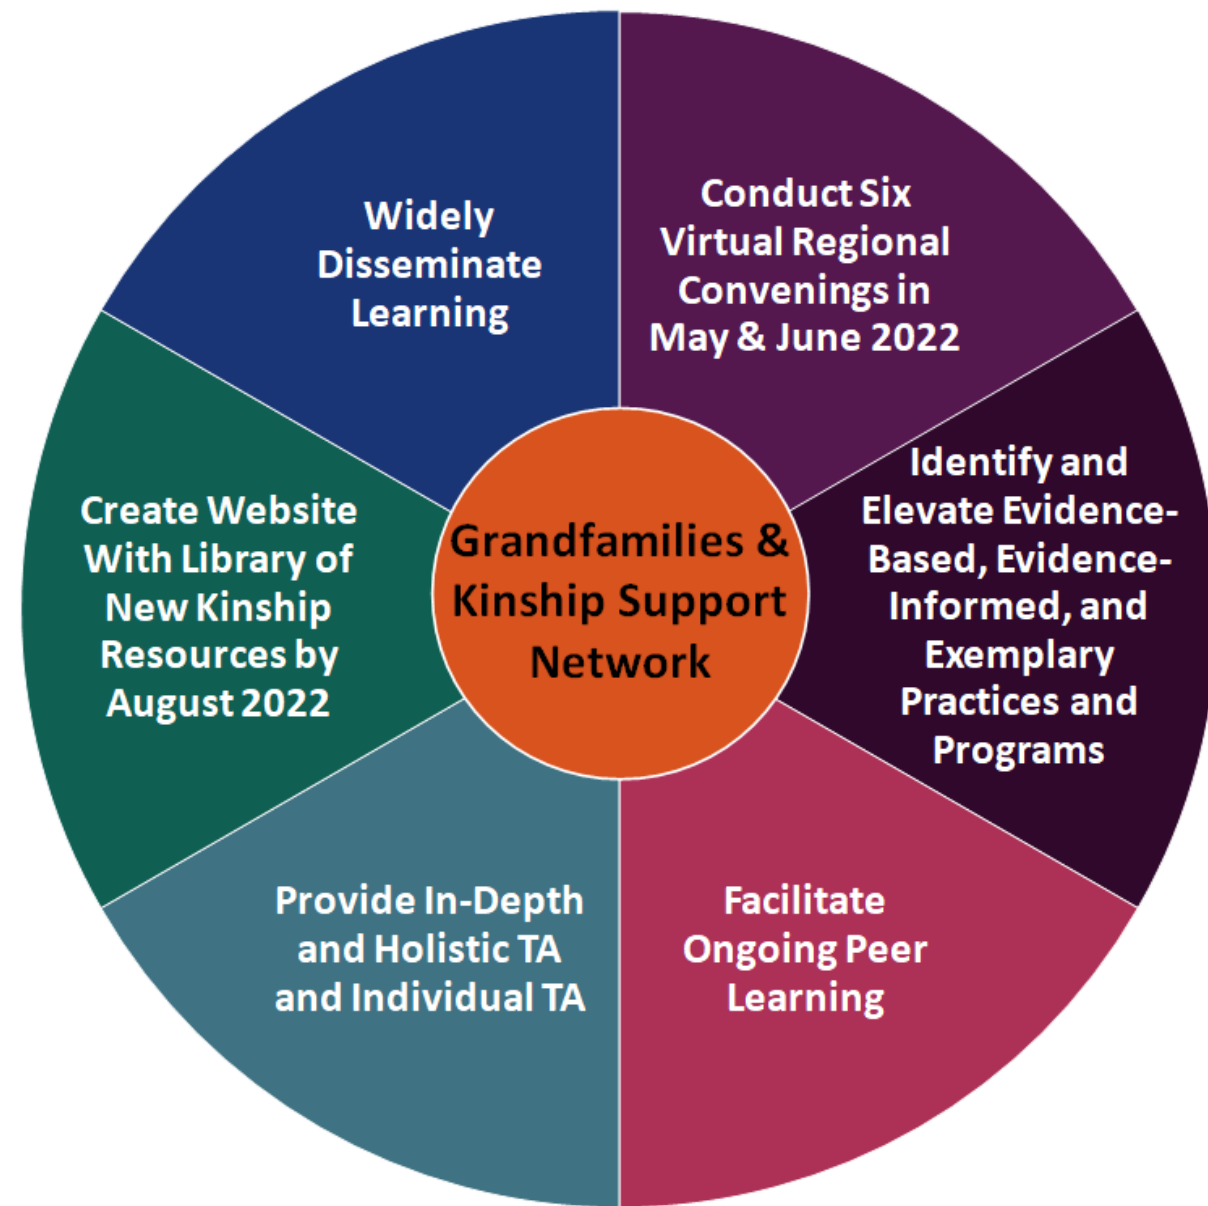 Widely
Disseminate
Learning
Conduct Six
Virtual Regional
Convenings in
May & June 2022
Identify and
Elevate Evidence-
Based, Evidence-
Informed, and
Exemplary
Practices and
Programs
Facilitate
Ongoing Peer
Learning
Provide In-Depth
and Holistic TA
and Individual TA
Create Website
With Library of
New Kinship
Resources by
August 2022
Grandfamilies &
Kinship Support
Network